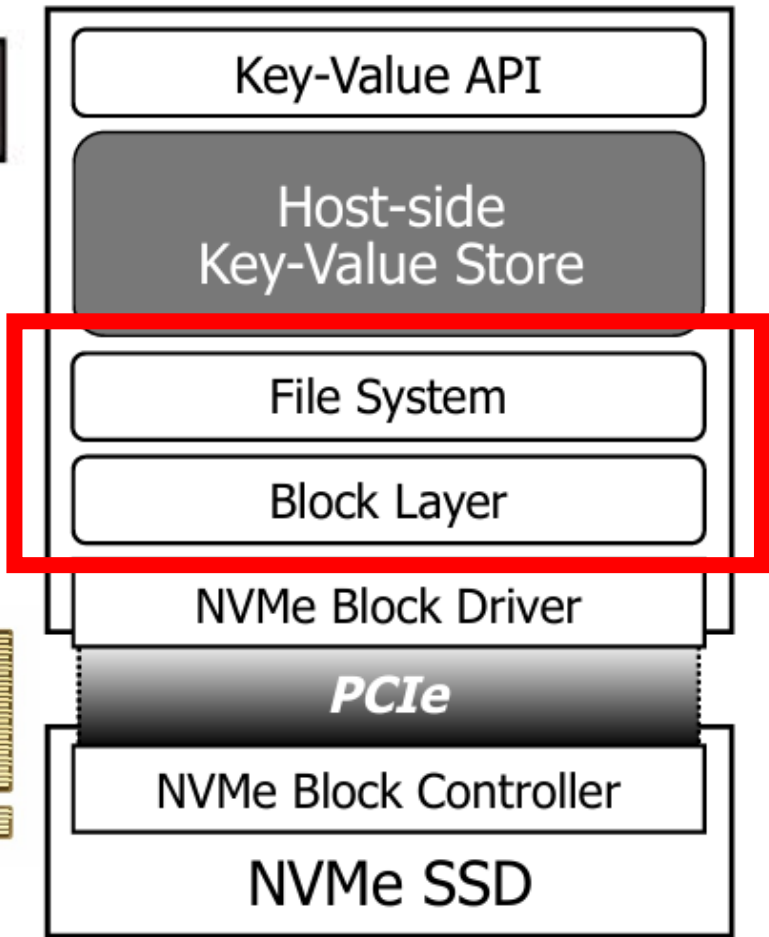 Key-Value API
Host-side
Key-Value Store
File System
Block Layer
NVMe Block Driver
PCIe
NVMe Block Controller
NVMe SSD